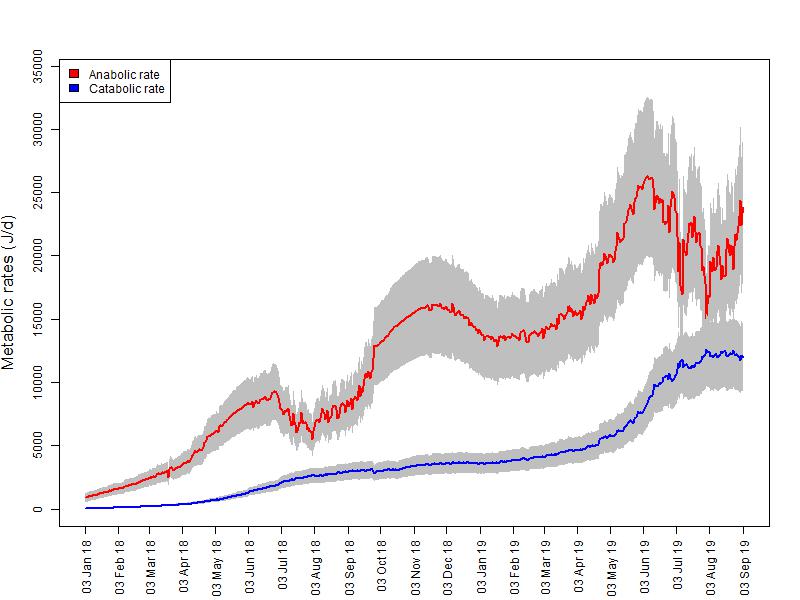 Anabolic rate
Catabolic rate
Metabolic rates (J/d)
35000
30000
25000
20000
15000
10000
5000
0
03 Jan 18
03 Feb 18
03 Mar 18
03 Apr 18
03 May 18
03 Jun 18
03 Jul 18
03 Aug 18
03 Sep 18
03 Oct 18
03 Nov 18
03 Dec 18
03 Jan 19
03 Feb 19
03 Mar 19
03 Apr 19
03 May 19
03 Jun 19
03 Jul 19
03 Aug 19
03 Sep 19